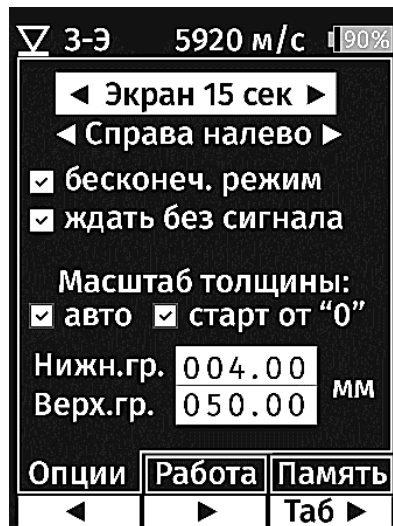 З-Э 5920 м/с 90%
◄ Экран 15 сек ►
◄ Справа налево ►
бесконеч. режим
ждать без сигнала
Масштаб толщины:
авто старт от “0”
Нижн.гр. 004.00
мм
Верх.гр. 050.00
Опции Работа Память
◄ ► Таб ►